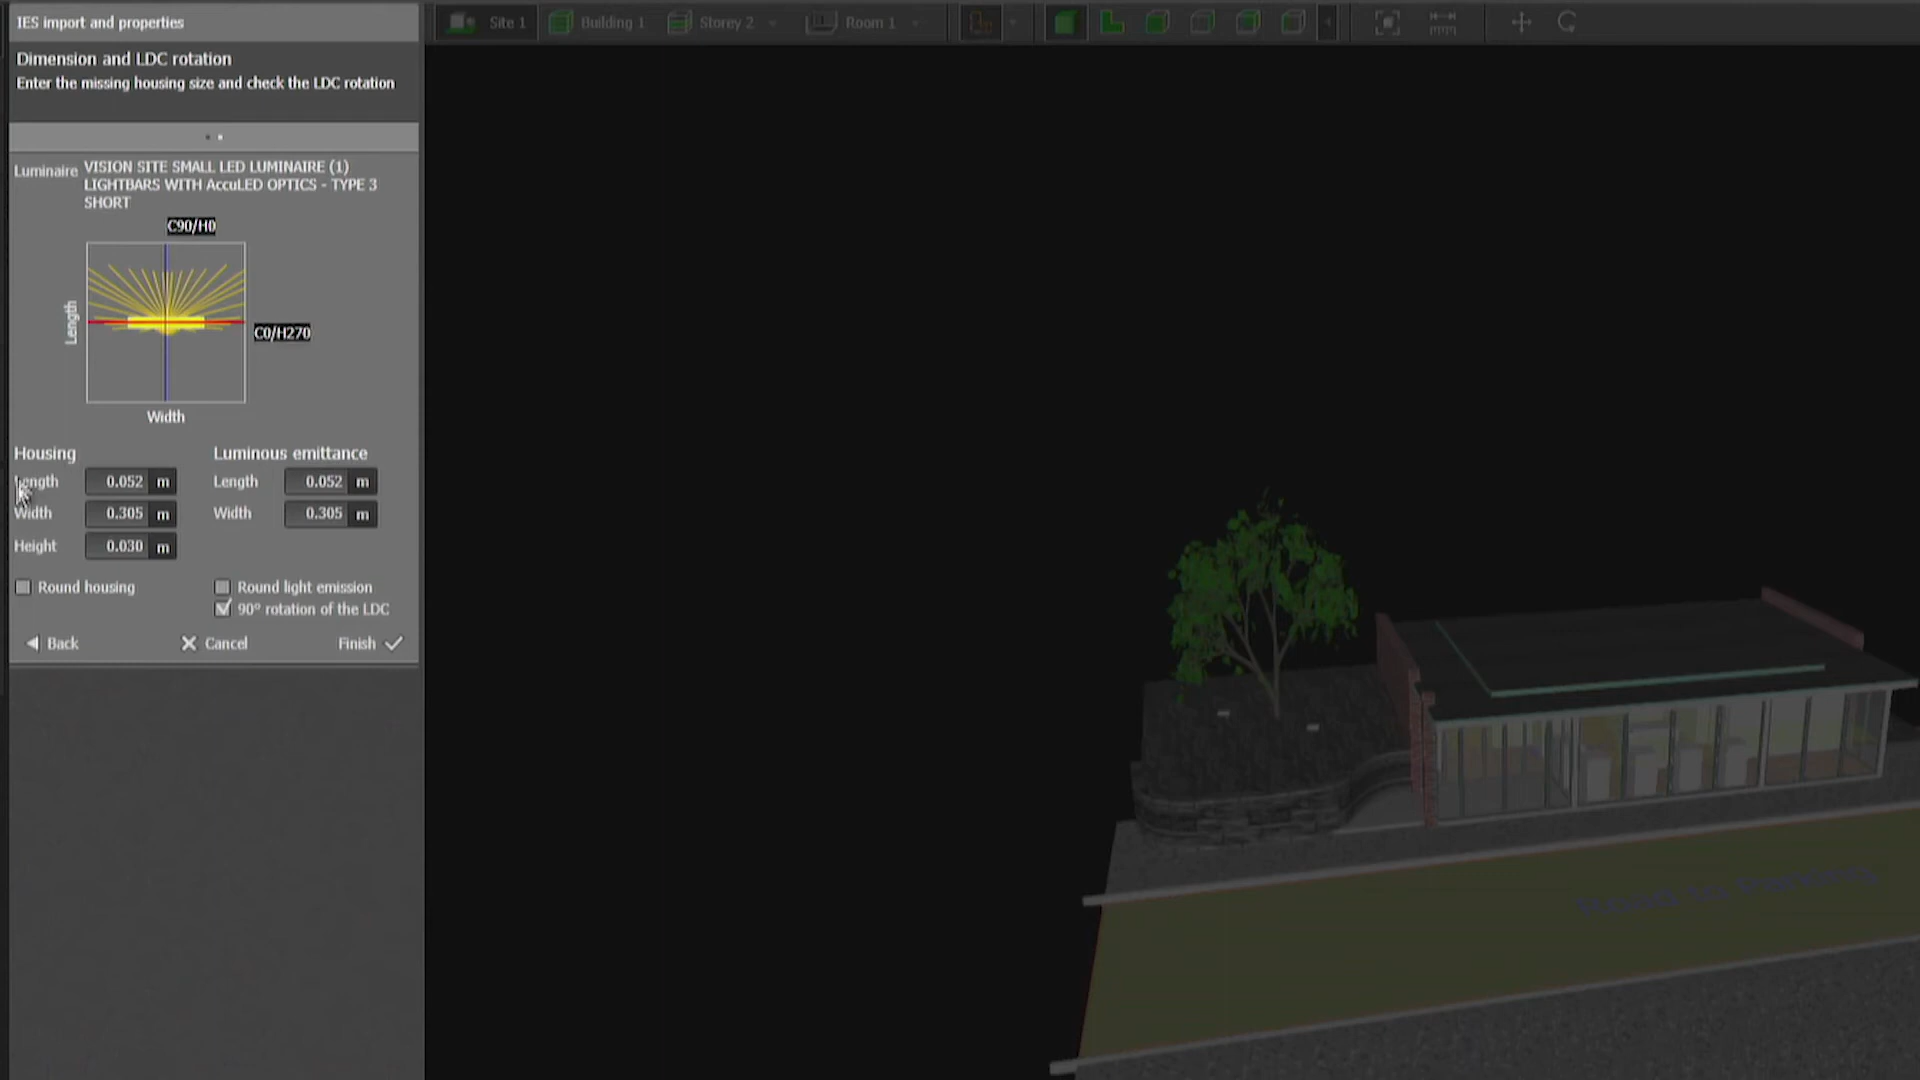 IES import and properties
Site 1
Building 1
Storey 2
Room 1
Dimension and LDC rotation
Enter the missing housing size and check the LDC rotation
Luminaire
VISION SITE SMALL LED LUMINAIRE (1)
LIGHTBARS WITH AccuLED OPTICS - TYPE 3
SHORT
C90/H0
Length
C0/H270
Width
Housing
Luminous emittance
Length 0.052 m
Length 0.052 m
Width 0.305 m
Width 0.305 m
Height 0.030 m
Round housing
Round light emission
90° rotation of the LDC
Back
Cancel
Finish